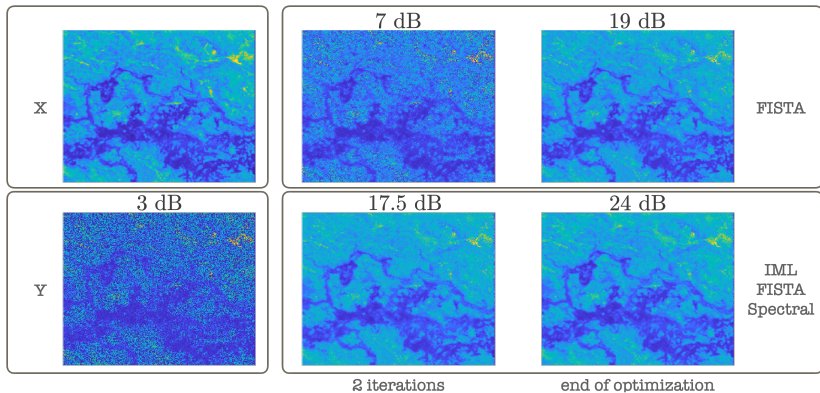 7 dB
19 dB
X
FISTA
3 dB
17.5 dB
24 dB
Y
IML
FISTA
Spectral
2 iterations
end of optimization